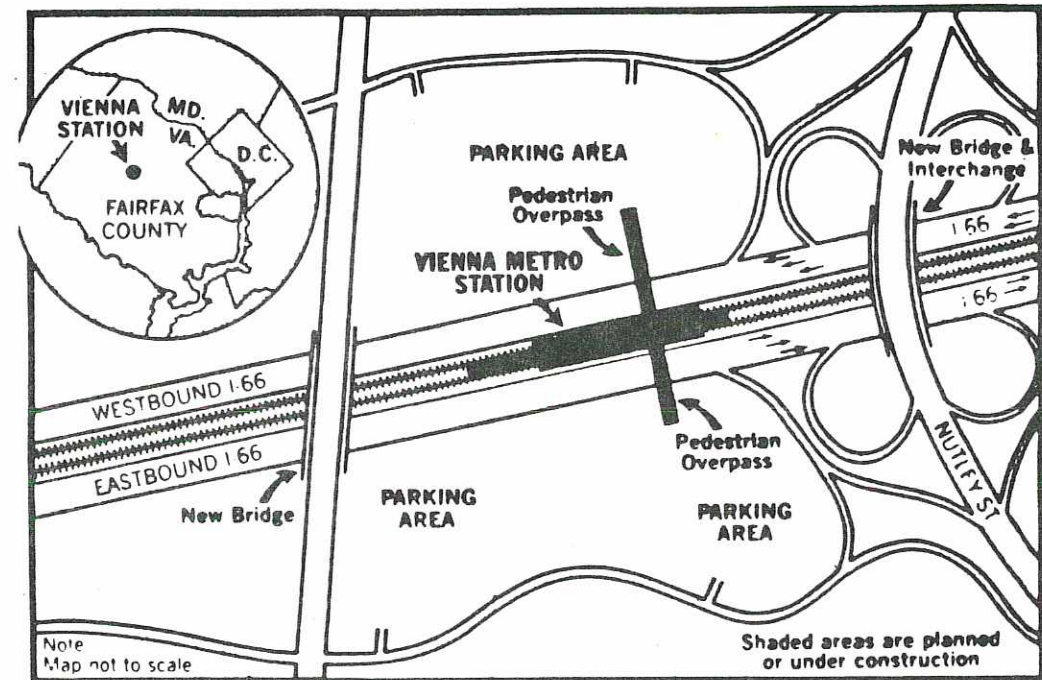 VIENNA
STATION
MD.
VA.
D.C.
FAIRFAX
COUNTY
PARKING AREA
Pedestrian
Overpass
VIENNA METRO
STATION
New Bridge &
Interchange
I-66
I-66
WESTBOUND I-66
EASTBOUND I-66
New Bridge
PARKING
AREA
Pedestrian
Overpass
PARKING
AREA
NUTLEY ST
Note
Map not to scale
Shaded areas are planned
or under construction